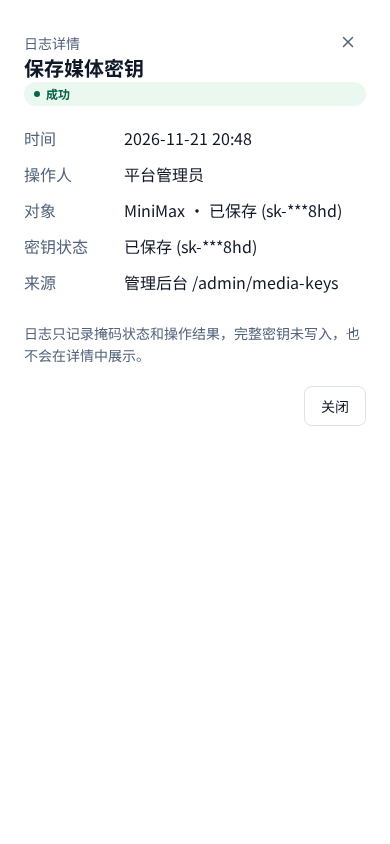 日志详情
保存媒体密钥
成功
时间 2026-11-21 20:48
操作人 平台管理员
对象 MiniMax · 已保存 (sk-***8hd)
密钥状态 已保存 (sk-***8hd)
来源 管理后台 /admin/media-keys
日志只记录掩码状态和操作结果，完整密钥未写入，也
不会在详情中展示。
关闭